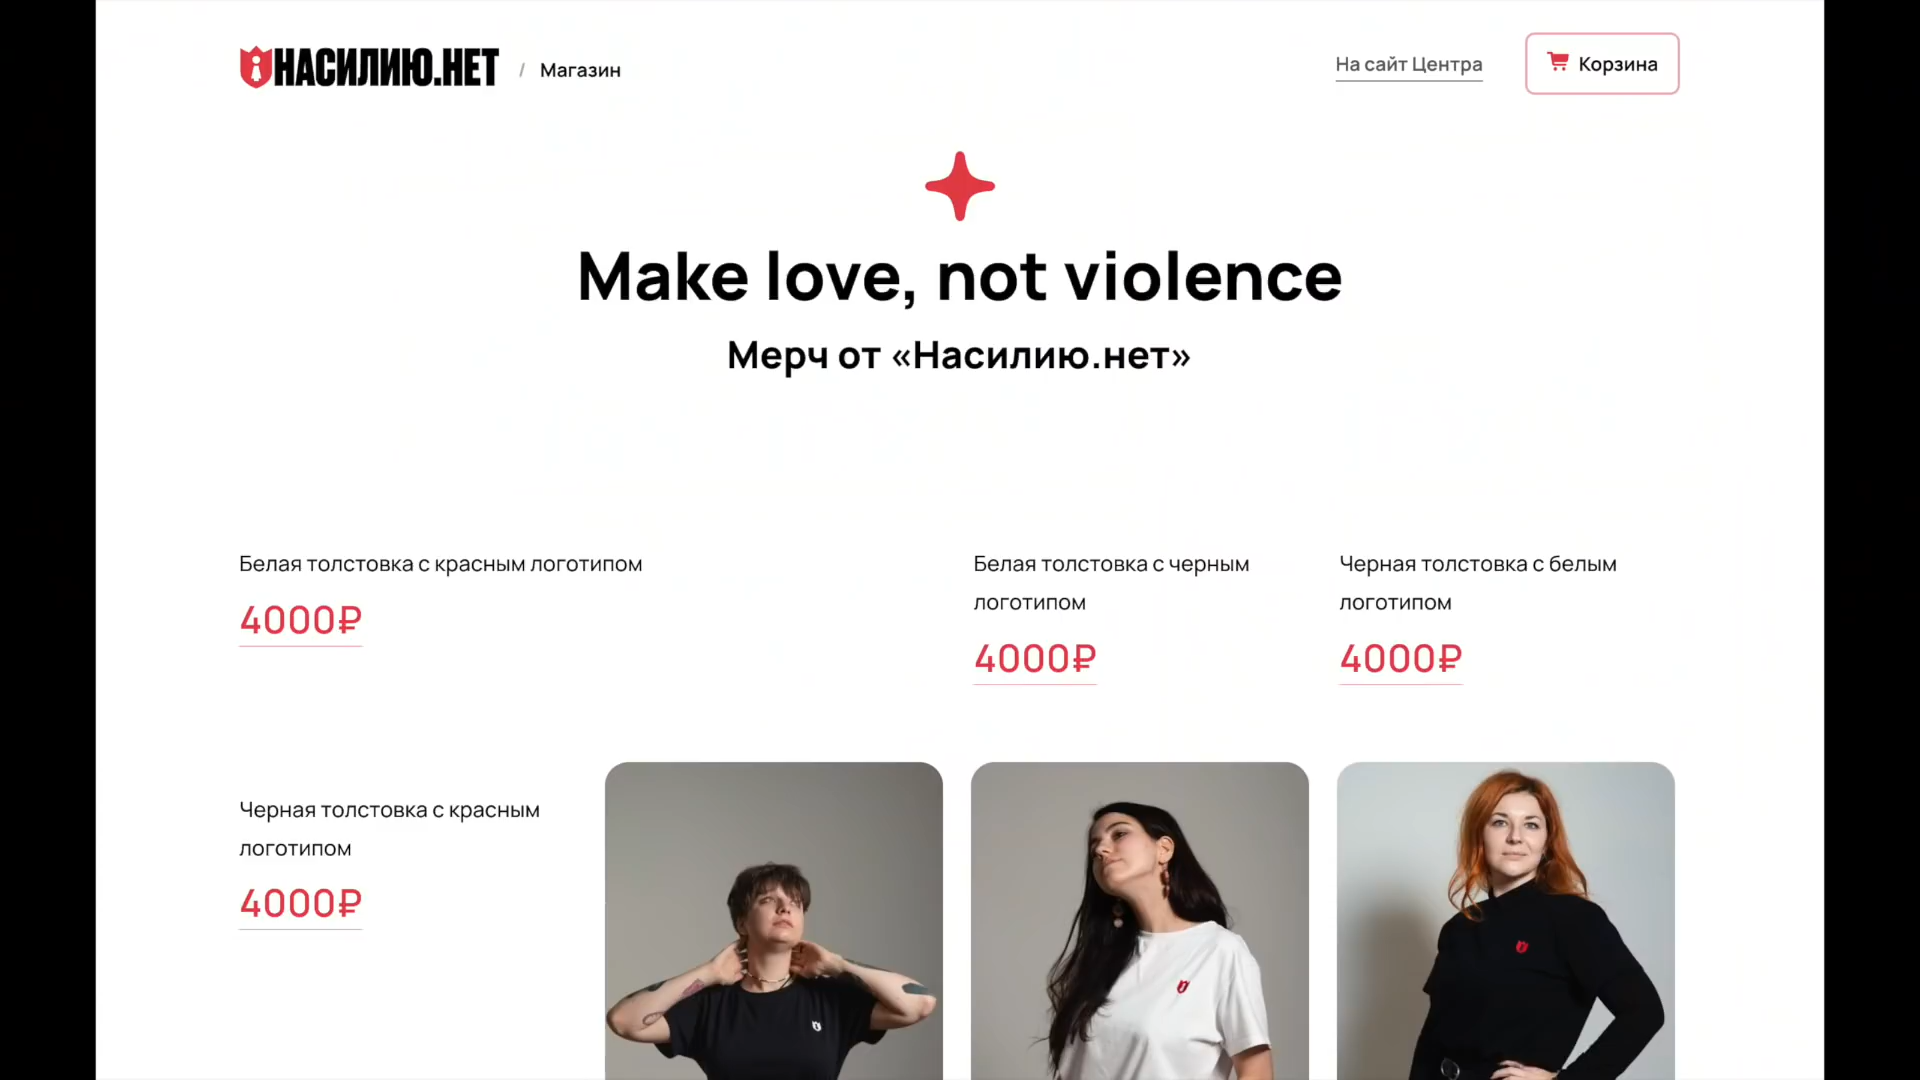 НАСИЛИЮ.НЕТ / Магазин
На сайт Центра
Корзина
Make love, not violence
Мерч от «Насилию.нет»
Белая толстовка с красным логотипом
4000₽
Белая толстовка с черным
логотипом
4000₽
Черная толстовка с белым
логотипом
4000₽
Черная толстовка с красным
логотипом
4000₽